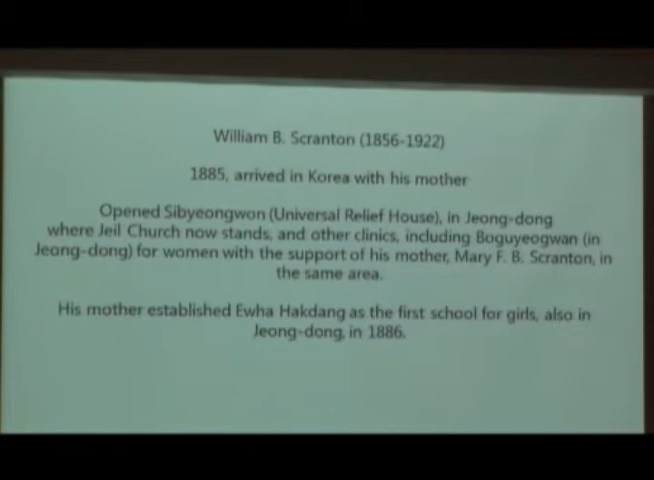 William B. Scranton (1856-1922)
1885, arrived in Korea with his mother
Opened Sibyeongwon (Universal Relief House), in Jeong-dong
where Jeil Church now stands, and other clinics, including Boguyeogwan (in
Jeong-dong) for women with the support of his mother, Mary F. B. Scranton, in
the same area.
His mother established Ewha Hakdang as the first school for girls, also in
Jeong-dong, in 1886.